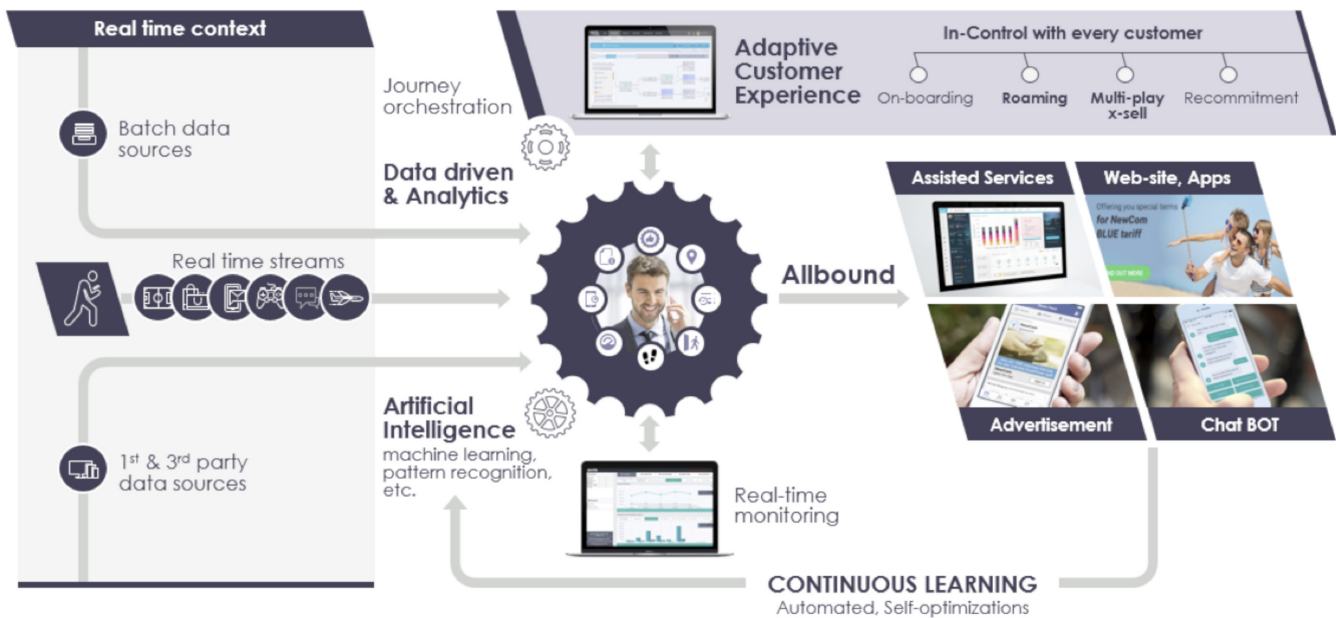 Real time context
Batch data
sources
Real time streams
1st & 3rd party
data sources
Journey
orchestration
Data driven
& Analytics
Artificial
Intelligence
machine learning,
pattern recognition,
etc.
Adaptive
Customer
Experience
In-Control with every customer
On-boarding
Roaming
Multi-play
x-sell
Recommitment
Allbound
Assisted Services
Web-site, Apps
Offering you special terms
for NewCom
BLUE tariff
Advertisement
Chat BOT
Real-time
monitoring
CONTINUOUS LEARNING
Automated, Self-optimizations